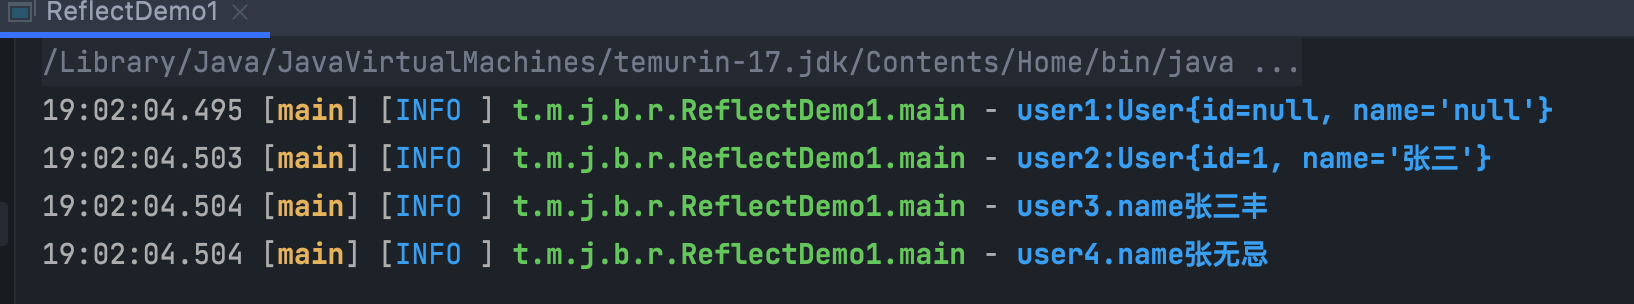 ReflectDemo1
/Library/Java/JavaVirtualMachines/temurin-17.jdk/Contents/Home/bin/java ...
19:02:04.495 [main] [INFO ] t.m.j.b.r.ReflectDemo1.main - user1:User{id=null, name='null'}
19:02:04.503 [main] [INFO ] t.m.j.b.r.ReflectDemo1.main - user2:User{id=1, name='张三'}
19:02:04.504 [main] [INFO ] t.m.j.b.r.ReflectDemo1.main - user3.name张三丰
19:02:04.504 [main] [INFO ] t.m.j.b.r.ReflectDemo1.main - user4.name张无忌